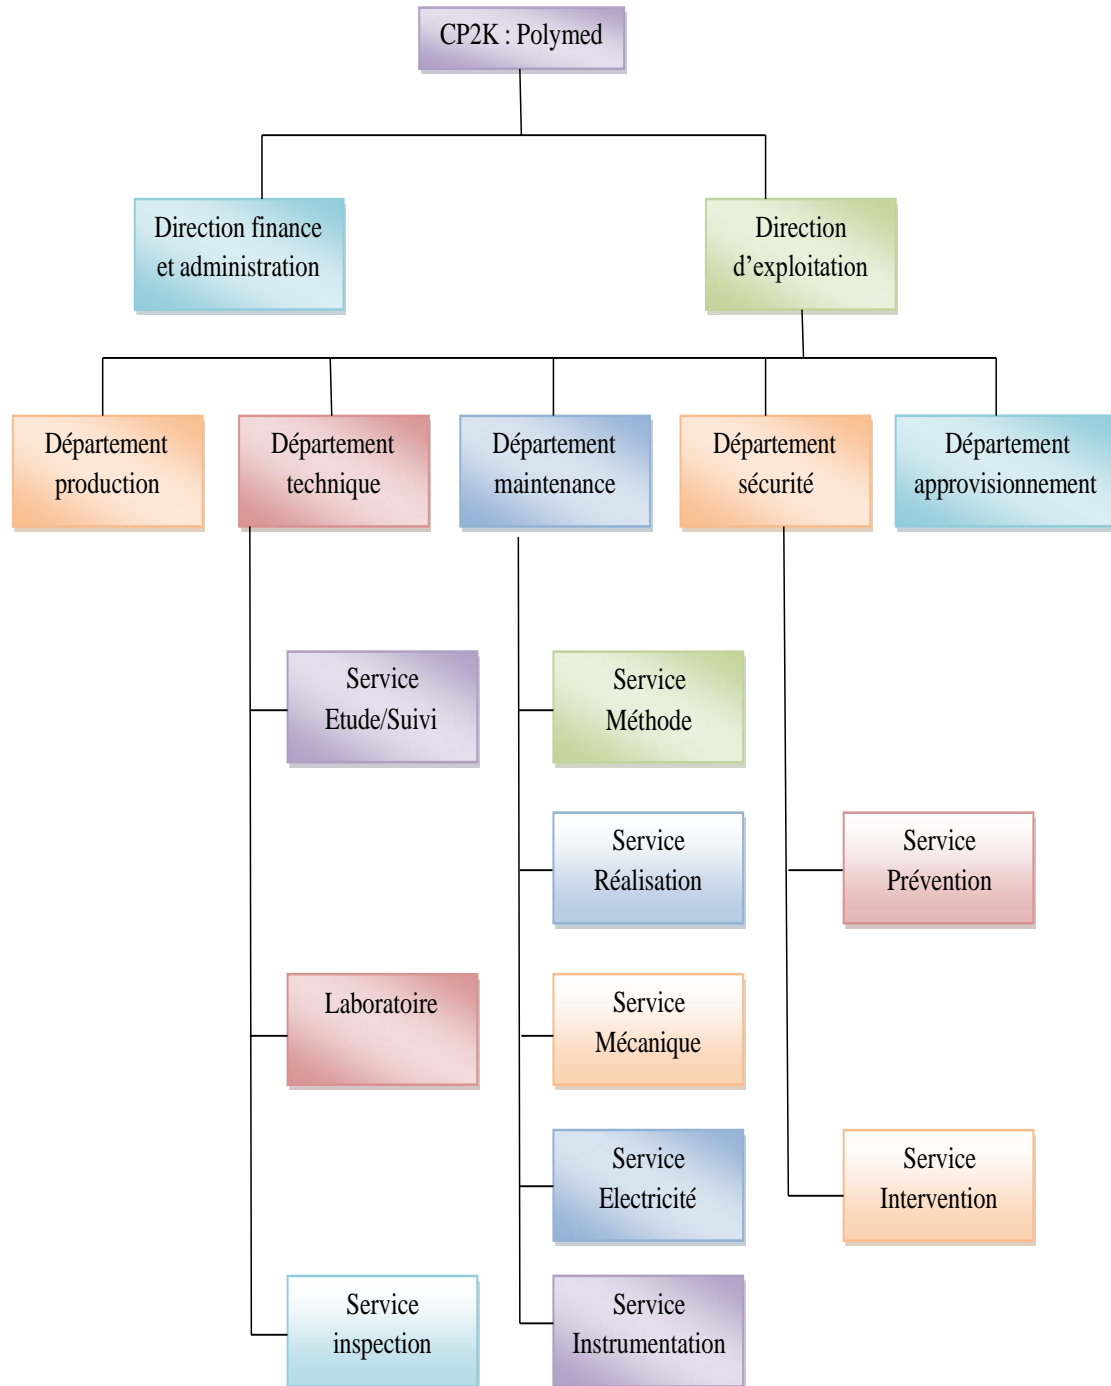 CP2K : Polymed
Direction finance
et administration
Direction
d’exploitation
Département
production
Département
technique
Département
maintenance
Département
sécurité
Département
approvisionnement
Service
Etude/Suivi
Service
Méthode
Service
Réalisation
Service
Prévention
Laboratoire
Service
Mécanique
Service
Electricité
Service
Intervention
Service
inspection
Service
Instrumentation